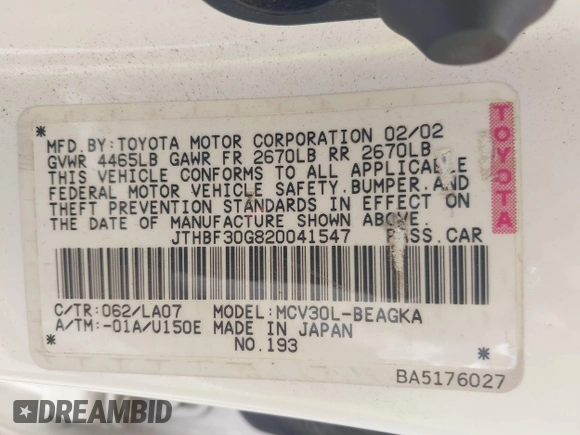 MFD.BY:TOYOTA MOTOR CORPORATION 02/02
GVWR 4465LB GAWR FR 2670LB RR 2670LB
THIS VEHICLE CONFORMS TO ALL APPLICABLE
FEDERAL MOTOR VEHICLE SAFETY.BUMPER.AND
THEFT PREVENTION STANDARDS IN EFFECT ON
THE DATE OF MANUFACTURE SHOWN ABOVE.
JTHBF30G820041547 PASS.CAR
TOYOTA
C/TR:062/LA07 MODEL:MCV30L-BEAGKA
A/TM:-01A/U150E MADE IN JAPAN
NO.193
BA5176027
DREAMBID